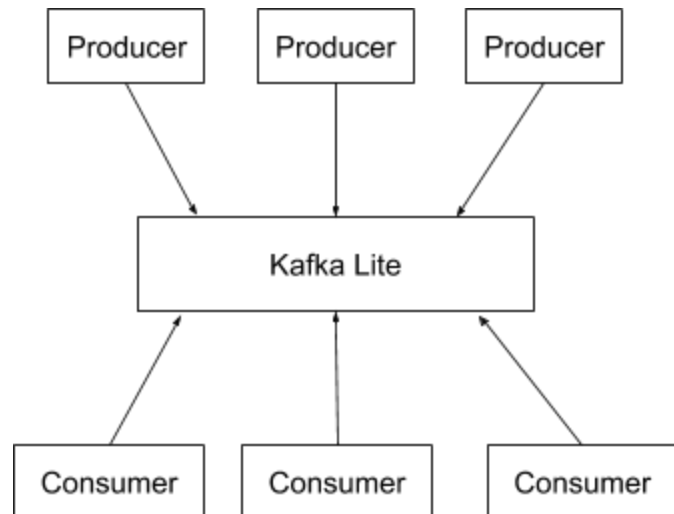 Producer
Producer
Producer
Kafka Lite
Consumer
Consumer
Consumer